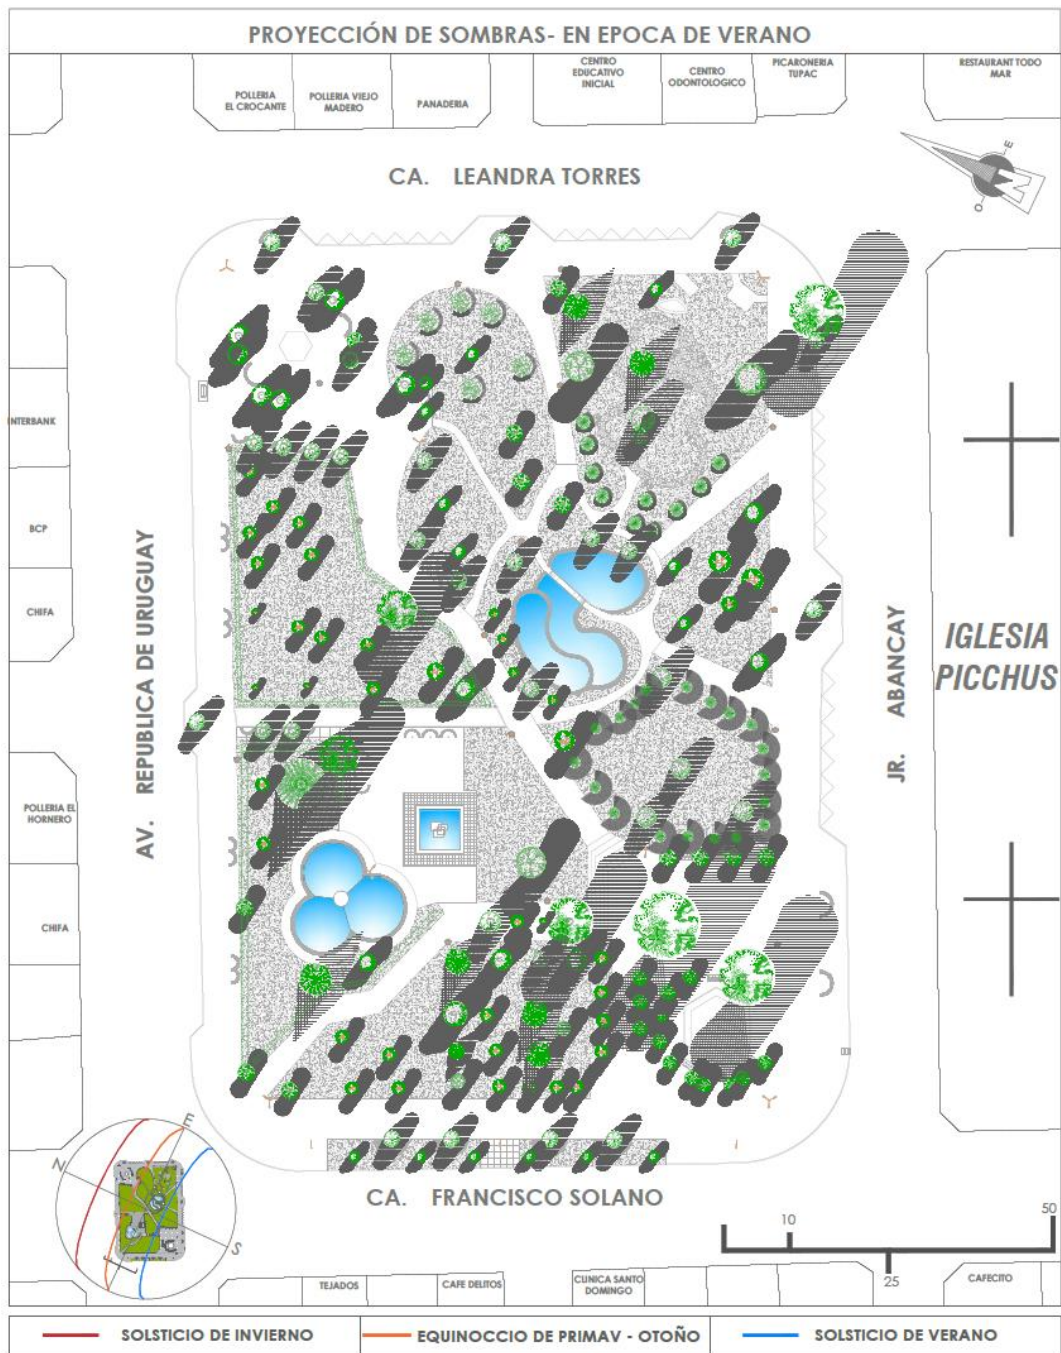 PROYECCIÓN DE SOMBRAS- EN EPOCA DE VERANO
POLLERIA
EL CROCANTE
POLLERIA VIEJO
MADERO
PANADERIA
CENTRO
EDUCATIVO
INICIAL
CENTRO
ODONTOLOGICO
PICARONERIA
TUPAC
RESTAURANT TODO
MAR
CA. LEANDRA TORRES
E
N
O
INTERBANK
BCP
CHIFA
AV. REPUBLICA DE URUGUAY
JR. ABANCAY
IGLESIA
PICCHUS
POLLERIA EL
HORNERO
CHIFA
E
N
S
CA. FRANCISCO SOLANO
10
50
25
TEJADOS
CAFE DELITOS
CLINICA SANTO
DOMINGO
CAFECITO
SOLSTICIO DE INVIERNO
EQUINOCCIO DE PRIMAV - OTOÑO
SOLSTICIO DE VERANO